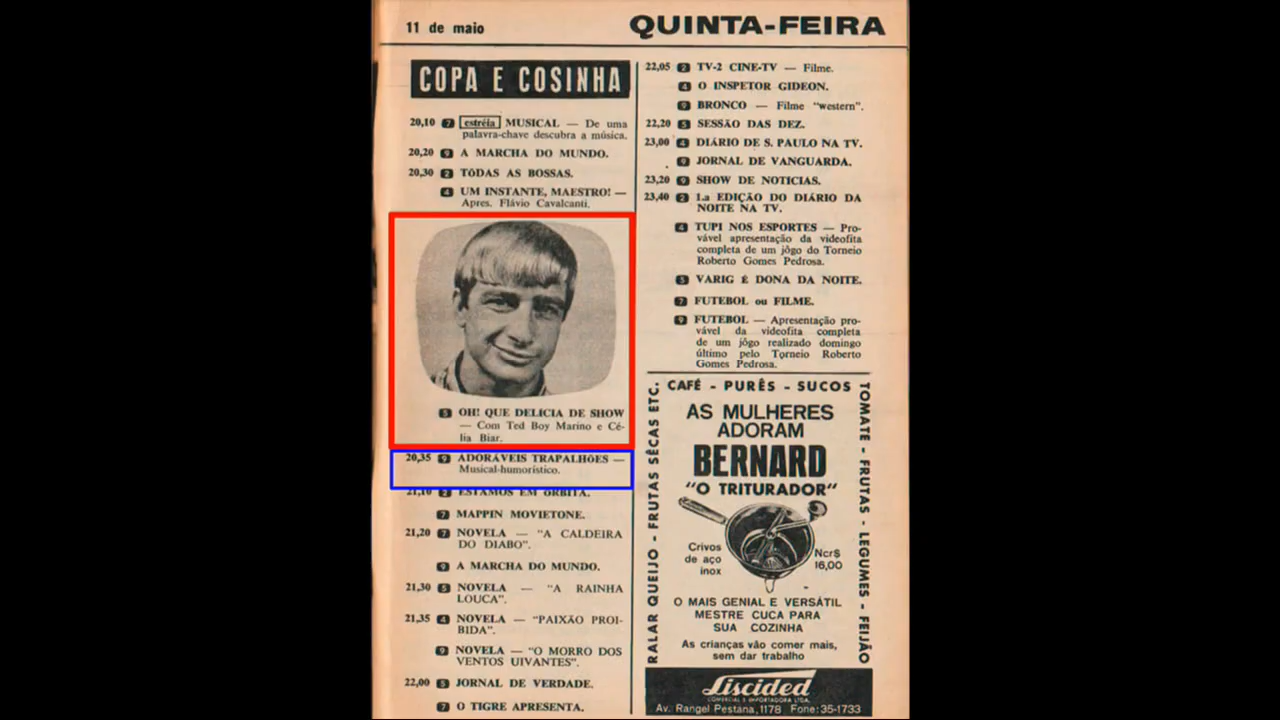 11 de maio
QUINTA-FEIRA
COPA E COSINHA
20,10 7 estréia MUSICAL — De uma
palavra-chave descubra a música.
20,20 9 A MARCHA DO MUNDO.
20,30 2 TÔDAS AS BOSSAS.
4 UM INSTANTE, MAESTRO! —
Apres. Flávio Cavalcanti.
5 OH! QUE DELÍCIA DE SHOW
— Com Ted Boy Marino e Cé-
lia Biar.
20,35 9 ADORÁVEIS TRAPALHÕES —
Musical-humorístico.
21,10 2 ESTAMOS EM ÓRBITA.
7 MAPPIN MOVIETONE.
21,20 7 NOVELA — "A CALDEIRA
DO DIABO".
9 A MARCHA DO MUNDO.
21,30 5 NOVELA — "A RAINHA
LOUCA".
21,35 4 NOVELA — "PAIXÃO PROI-
BIDA".
9 NOVELA — "O MORRO DOS
VENTOS UIVANTES".
22,00 5 JORNAL DE VERDADE.
7 O TIGRE APRESENTA.
22,05 2 TV-2 CINE-TV — Filme.
4 O INSPETOR GIDEON.
9 BRONCO — Filme "western".
22,20 5 SESSÃO DAS DEZ.
23,00 4 DIÁRIO DE S. PAULO NA TV.
9 JORNAL DE VANGUARDA.
23,20 9 SHOW DE NOTICIAS.
23,40 2 1.a EDIÇÃO DO DIÁRIO DA
NOITE NA TV.
4 TUPI NOS ESPORTES — Pro-
vável apresentação da videofita
completa de um jôgo do Torneio
Roberto Gomes Pedrosa.
5 VARIG É DONA DA NOITE.
7 FUTEBOL ou FILME.
9 FUTEBOL — Apresentação pro-
vável da videofita completa
de um jôgo realizado domingo
último pelo Torneio Roberto
Gomes Pedrosa.
RALAR QUEIJO - FRUTAS SÊCAS ETC.
CAFÉ - PURÊS - SUCOS
TOMATE - FRUTAS - LEGUMES - FEIJÃO
AS MULHERES
ADORAM
BERNARD
"O TRITURADOR"
Crivos
de aço
inox
Ncr$
16,00
O MAIS GENIAL E VERSÁTIL
MESTRE CUCA PARA
SUA COZINHA
As crianças vão comer mais,
sem dar trabalho
Liscided
COMERCIAL E IMPORTADORA LTDA.
Av. Rangel Pestana, 1178 Fone: 35-1733